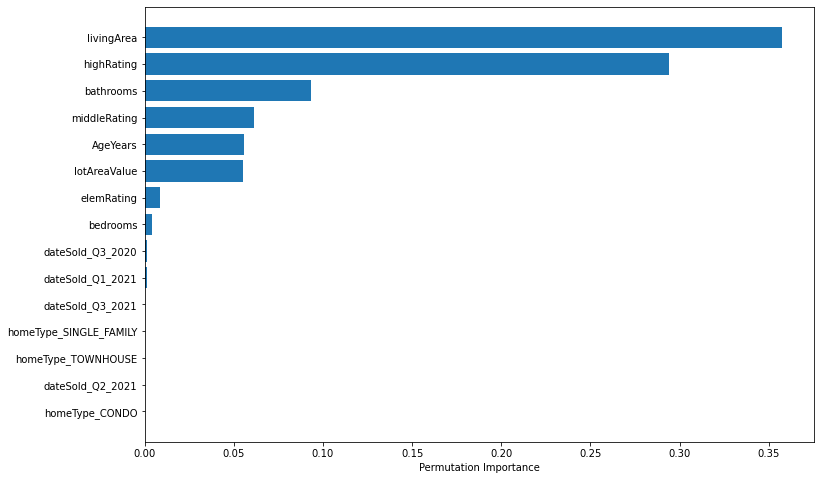 livingArea
highRating
bathrooms
middleRating
AgeYears
lotAreaValue
elemRating
bedrooms
dateSold_Q3_2020
dateSold_Q1_2021
dateSold_Q3_2021
homeType_SINGLE_FAMILY
homeType_TOWNHOUSE
dateSold_Q2_2021
homeType_CONDO
0.00 0.05 0.10 0.15 0.20 0.25 0.30 0.35
Permutation Importance